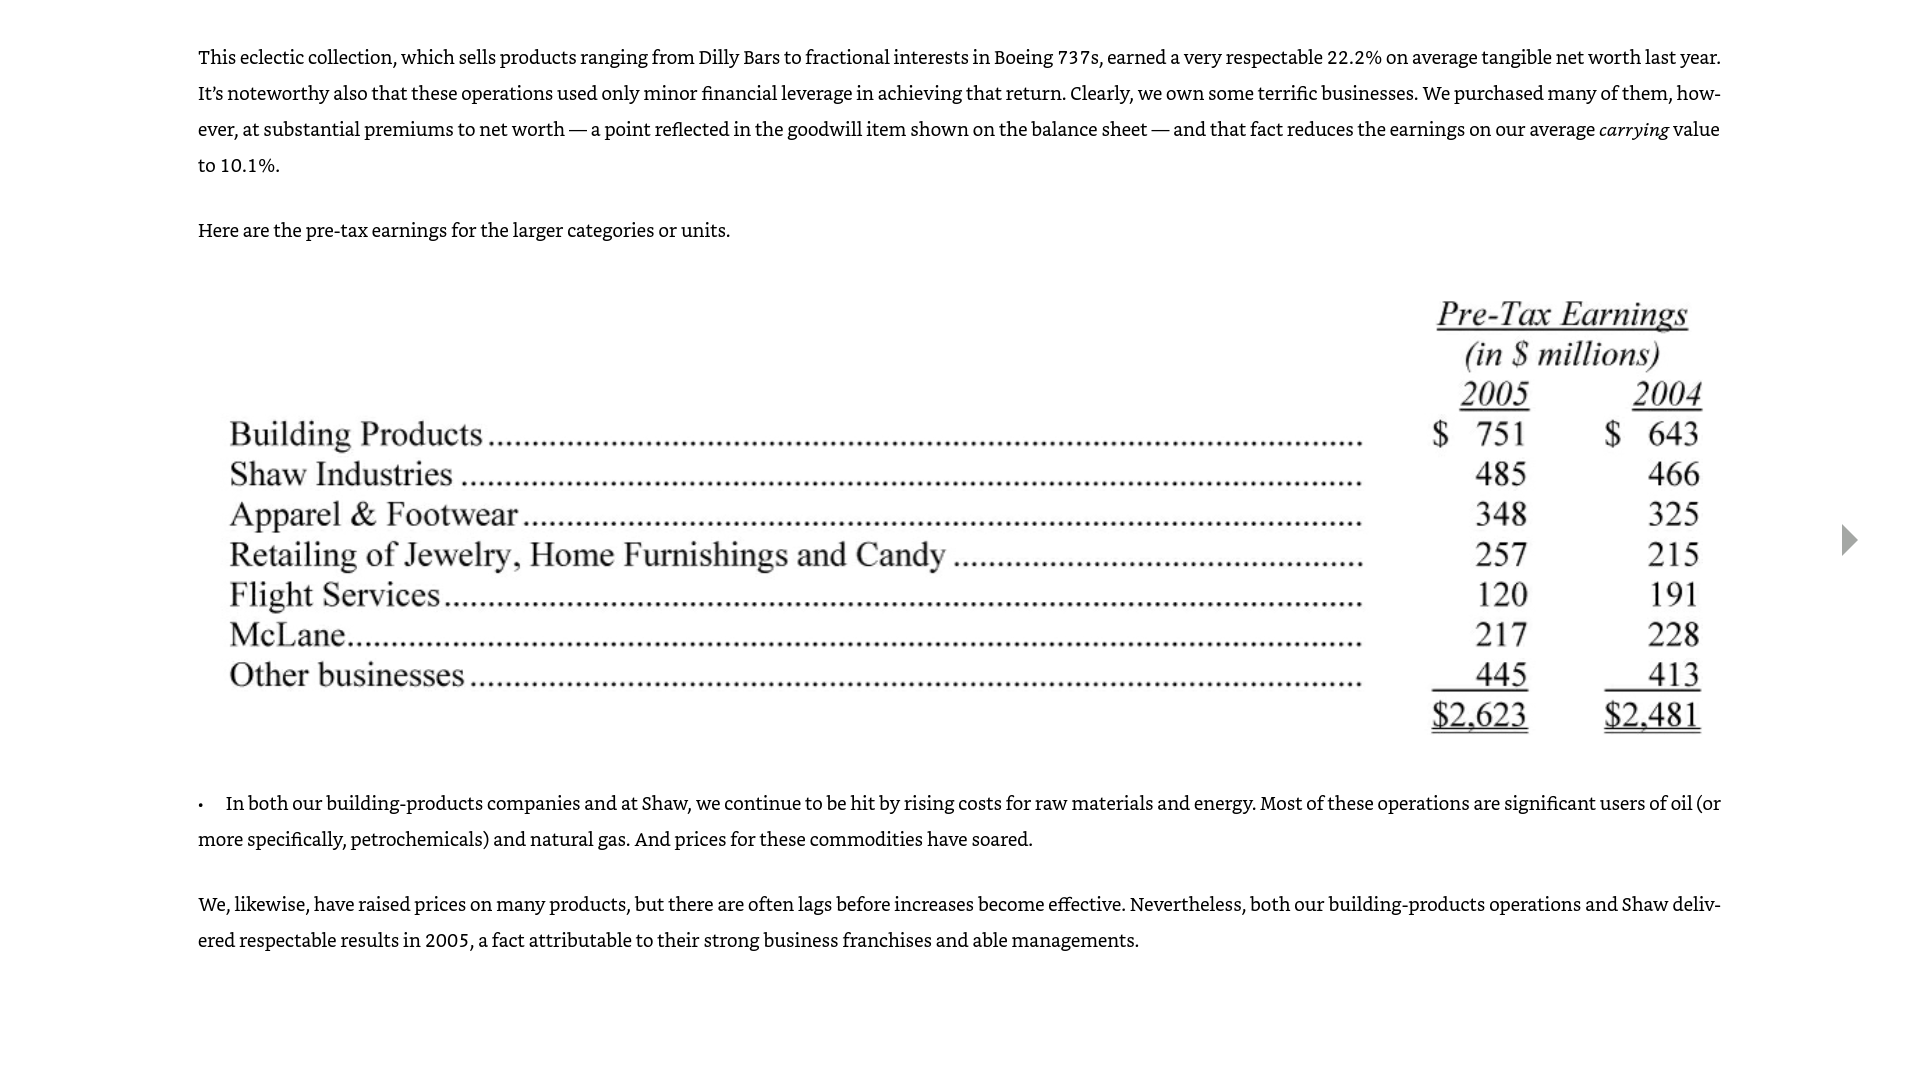 This eclectic collection, which sells products ranging from Dilly Bars to fractional interests in Boeing 737s, earned a very respectable 22.2% on average tangible net worth last year.
It’s noteworthy also that these operations used only minor financial leverage in achieving that return. Clearly, we own some terrific businesses. We purchased many of them, how-
ever, at substantial premiums to net worth — a point reflected in the goodwill item shown on the balance sheet — and that fact reduces the earnings on our average carrying value
to 10.1%.
Here are the pre-tax earnings for the larger categories or units.
Pre-Tax Earnings
(in $ millions)
2005 2004
Building Products........ $ 751 $ 643
Shaw Industries ........ 485 466
Apparel & Footwear........ 348 325
Retailing of Jewelry, Home Furnishings and Candy ........ 257 215
Flight Services........ 120 191
McLane........ 217 228
Other businesses........ 445 413
$2,623 $2,481
• In both our building-products companies and at Shaw, we continue to be hit by rising costs for raw materials and energy. Most of these operations are significant users of oil (or
more specifically, petrochemicals) and natural gas. And prices for these commodities have soared.
We, likewise, have raised prices on many products, but there are often lags before increases become effective. Nevertheless, both our building-products operations and Shaw deliv-
ered respectable results in 2005, a fact attributable to their strong business franchises and able managements.